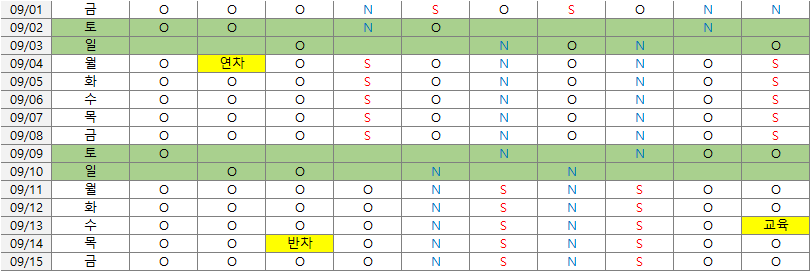 09/01 금 O O O N S O S O N N
09/02 토 O O N O N
09/03 일 O N O N O
09/04 월 O 연차 O S O N O N O S
09/05 화 O O O S O N O N O S
09/06 수 O O O S O N O N O S
09/07 목 O O O S O N O N O S
09/08 금 O O O S O N O N O S
09/09 토 O N N O O
09/10 일 O O N N
09/11 월 O O O O N S N S O O
09/12 화 O O O O N S N S O O
09/13 수 O O O O N S N S O 교육
09/14 목 O O 반차 O N S N S O O
09/15 금 O O O O N S N S O O